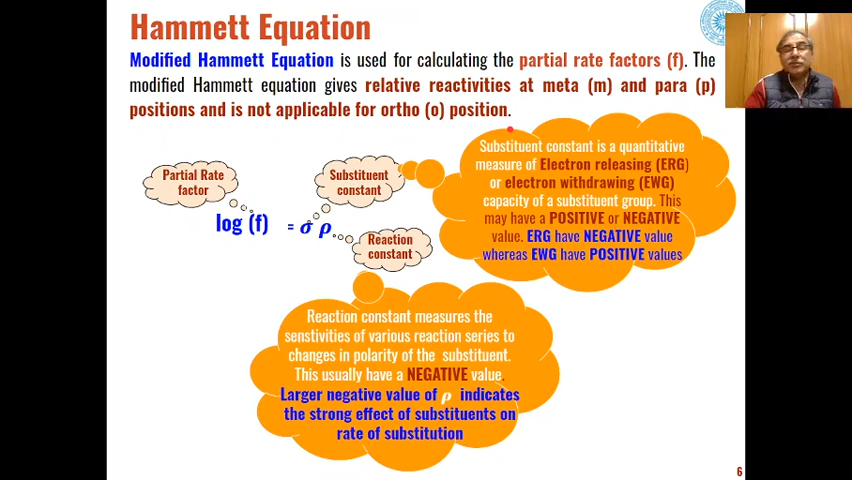 Hammett Equation
Modified Hammett Equation is used for calculating the partial rate factors (f). The
modified Hammett equation gives relative reactivities at meta (m) and para (p)
positions and is not applicable for ortho (o) position.
Partial Rate
factor
Substituent
constant
log (f) = σ ρ
Reaction
constant
Substituent constant is a quantitative
measure of Electron releasing (ERG)
or electron withdrawing (EWG)
capacity of a substituent group. This
may have a POSITIVE or NEGATIVE
value. ERG have NEGATIVE value
whereas EWG have POSITIVE values
Reaction constant measures the
senstivities of various reaction series to
changes in polarity of the substituent.
This usually have a NEGATIVE value
Larger negative value of ρ indicates
the strong effect of substituents on
rate of substitution
6